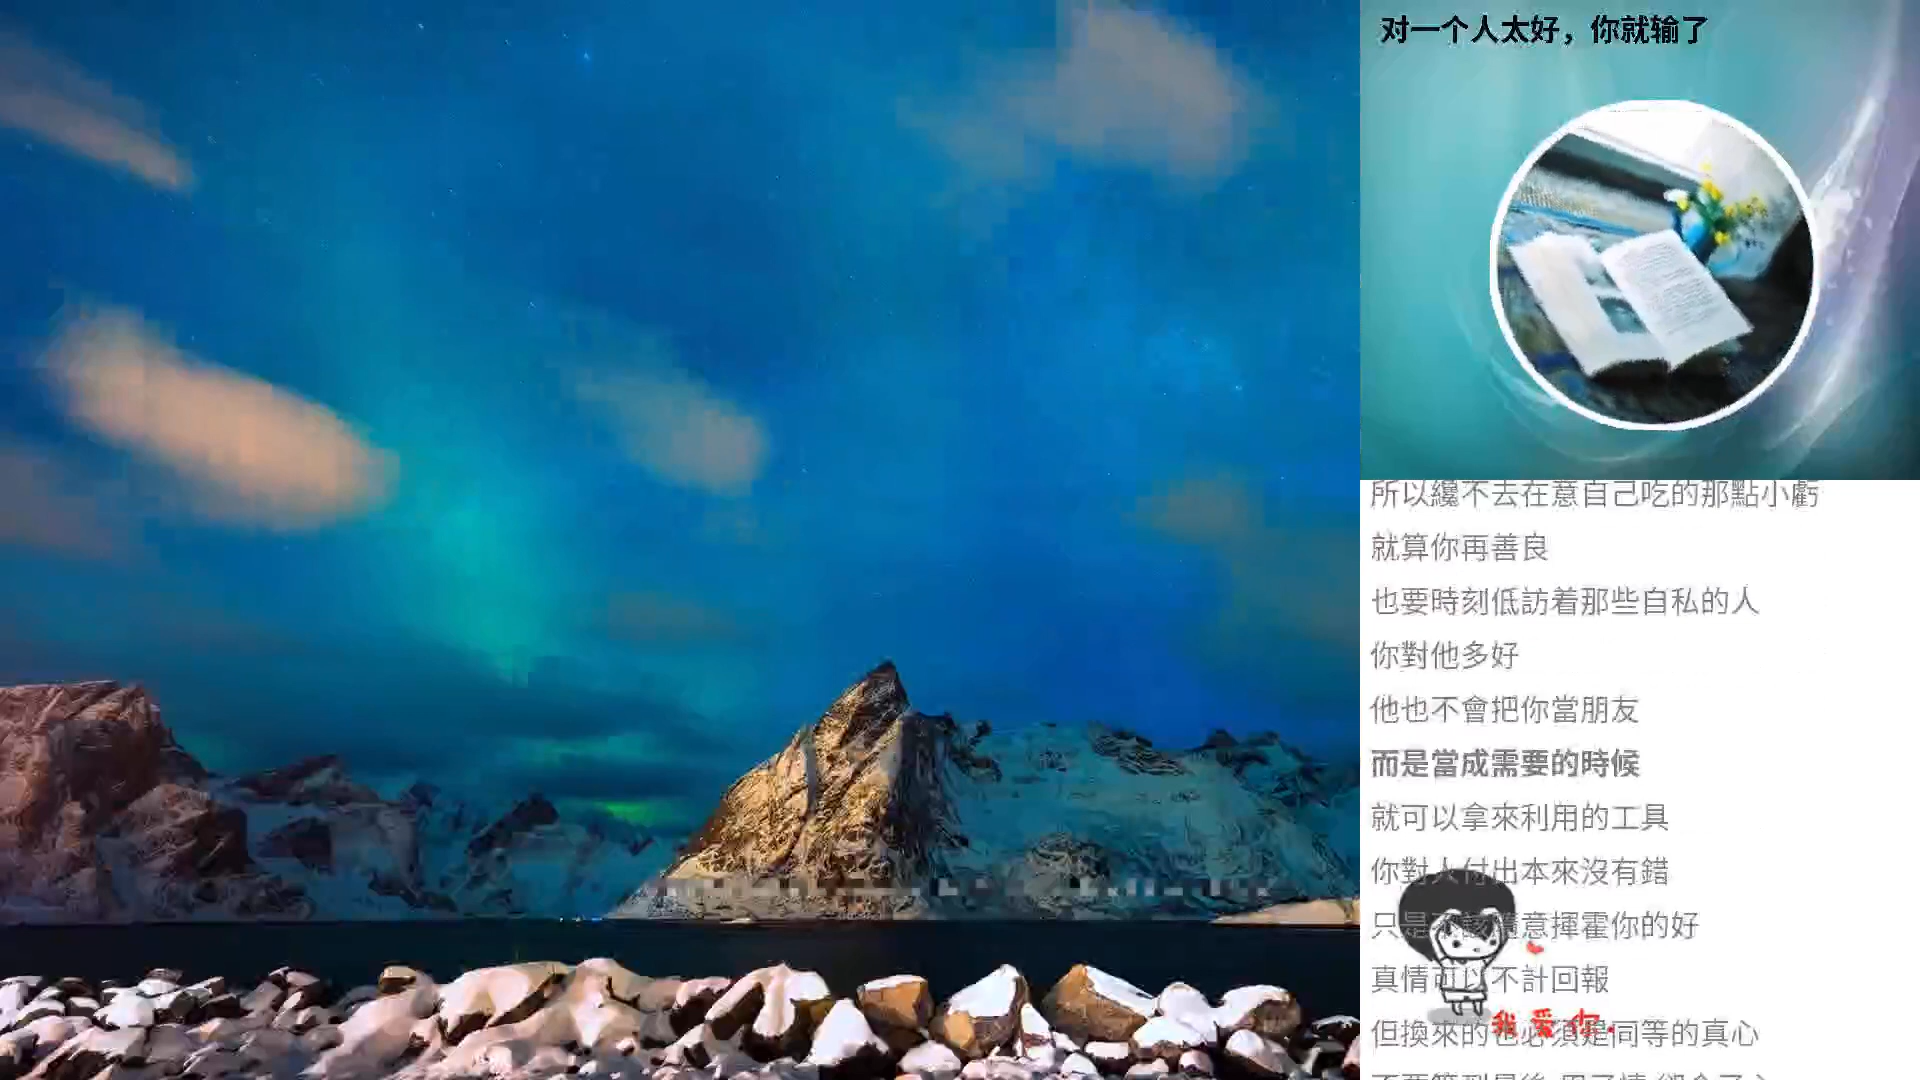 对一个人太好，你就输了
所以纔不去在意自己吃的那點小虧
就算你再善良
也要時刻低訪着那些自私的人
你對他多好
他也不會把你當朋友
而是當成需要的時候
就可以拿來利用的工具
你對人付出本來沒有錯
只是不該隨意揮霍你的好
真情可以不計回報
但換來的也必須是同等的真心
我爱你.